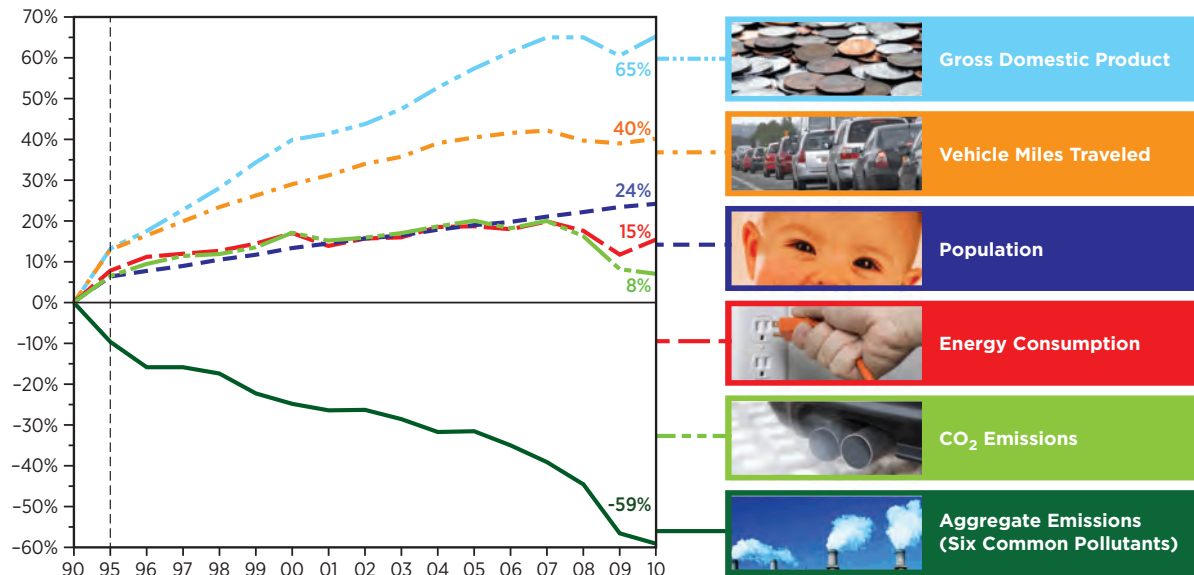 70%
60%
50%
40%
30%
20%
10%
0%
–10%
–20%
–30%
–40%
–50%
–60%
90 95 96 97 98 99 00 01 02 03 04 05 06 07 08 09 10
65%
40%
24%
15%
8%
-59%
Gross Domestic Product
Vehicle Miles Traveled
Population
Energy Consumption
CO₂ Emissions
Aggregate Emissions
(Six Common Pollutants)